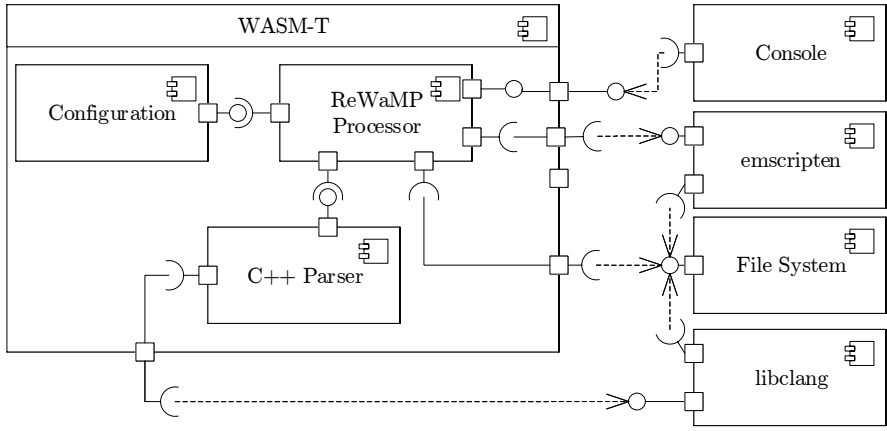 WASM-T
Console
Configuration
ReWaMP
Processor
emscripten
C++ Parser
File System
libclang